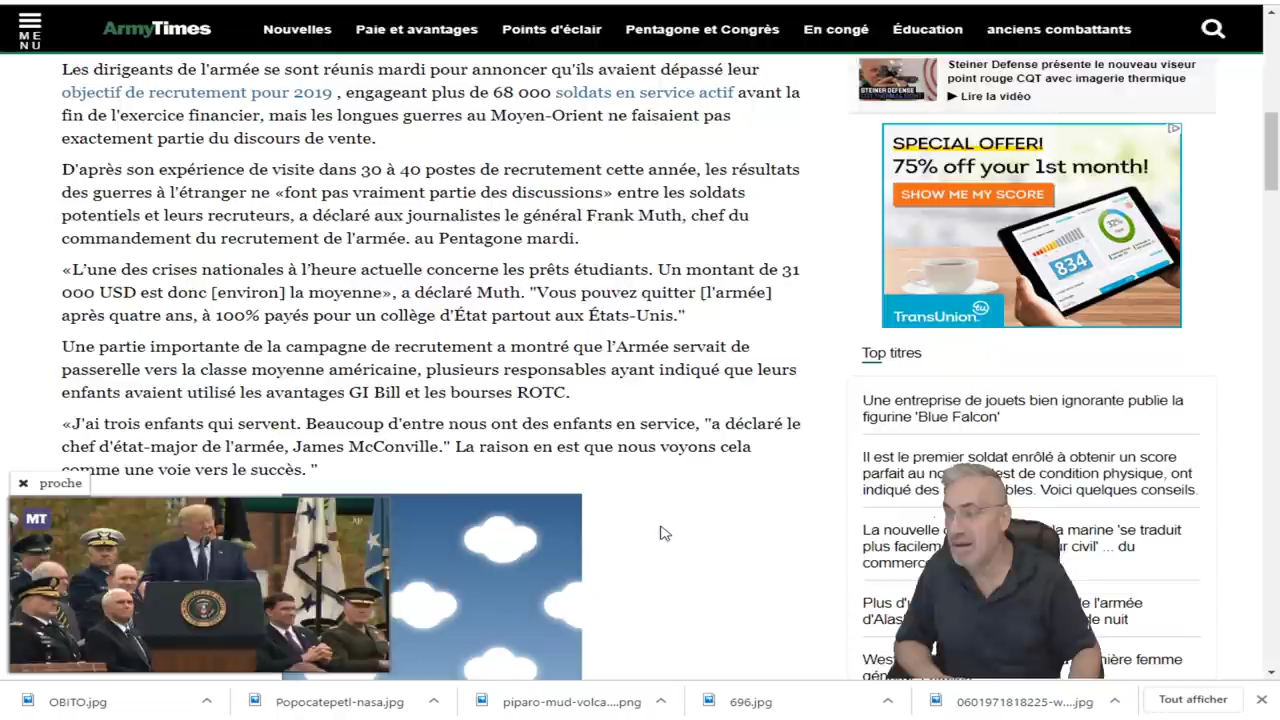 ME
NU
ArmyTimes
Nouvelles
Paie et avantages
Points d'éclair
Pentagone et Congrès
En congé
Éducation
anciens combattants
Les dirigeants de l'armée se sont réunis mardi pour annoncer qu'ils avaient dépassé leur
objectif de recrutement pour 2019 , engageant plus de 68 000 soldats en service actif avant la
fin de l'exercice financier, mais les longues guerres au Moyen-Orient ne faisaient pas
exactement partie du discours de vente.
D'après son expérience de visite dans 30 à 40 postes de recrutement cette année, les résultats
des guerres à l'étranger ne «font pas vraiment partie des discussions» entre les soldats
potentiels et leurs recruteurs, a déclaré aux journalistes le général Frank Muth, chef du
commandement du recrutement de l'armée. au Pentagone mardi.
«L'une des crises nationales à l'heure actuelle concerne les prêts étudiants. Un montant de 31
000 USD est donc [environ] la moyenne», a déclaré Muth. "Vous pouvez quitter [l'armée]
après quatre ans, à 100% payés pour un collège d'État partout aux États-Unis."
Une partie importante de la campagne de recrutement a montré que l'Armée servait de
passerelle vers la classe moyenne américaine, plusieurs responsables ayant indiqué que leurs
enfants avaient utilisé les avantages GI Bill et les bourses ROTC.
«J'ai trois enfants qui servent. Beaucoup d'entre nous ont des enfants en service, "a déclaré le
chef d'état-major de l'armée, James McConville." La raison en est que nous voyons cela
comme une voie vers le succès. "
✖ proche
MT
Steiner Defense présente le nouveau viseur
point rouge CQT avec imagerie thermique
▶ Lire la vidéo
STEINER DEFENSE
SPECIAL OFFER!
75% off your 1st month!
SHOW ME MY SCORE
834
TransUnion
tu
Top titres
Une entreprise de jouets bien ignorante publie la
figurine 'Blue Falcon'
Il est le premier soldat enrôlé à obtenir un score
parfait au no est de condition physique, ont
indiqué des bles. Voici quelques conseils.
La nouvelle la marine 'se traduit
plus facilem ur civil' ... du
commerc
Plus d' e l'armée
d'Alas de nuit
West nière femme
OBITO.jpg
Popocatepetl-nasa.jpg
piparo-mud-volca....png
696.jpg
0601971818225-w....jpg
Tout afficher